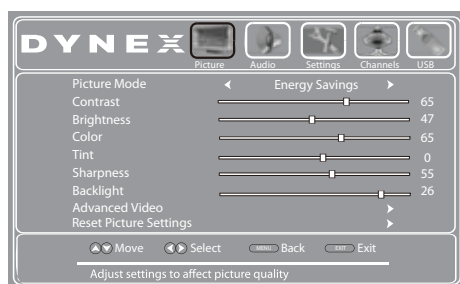 DYNEX
Picture Audio Settings Channels USB
Picture Mode Energy Savings
Contrast 65
Brightness 47
Color 65
Tint 0
Sharpness 55
Backlight 26
Advanced Video
Reset Picture Settings
Move Select MENU Back EXIT Exit
Adjust settings to affect picture quality